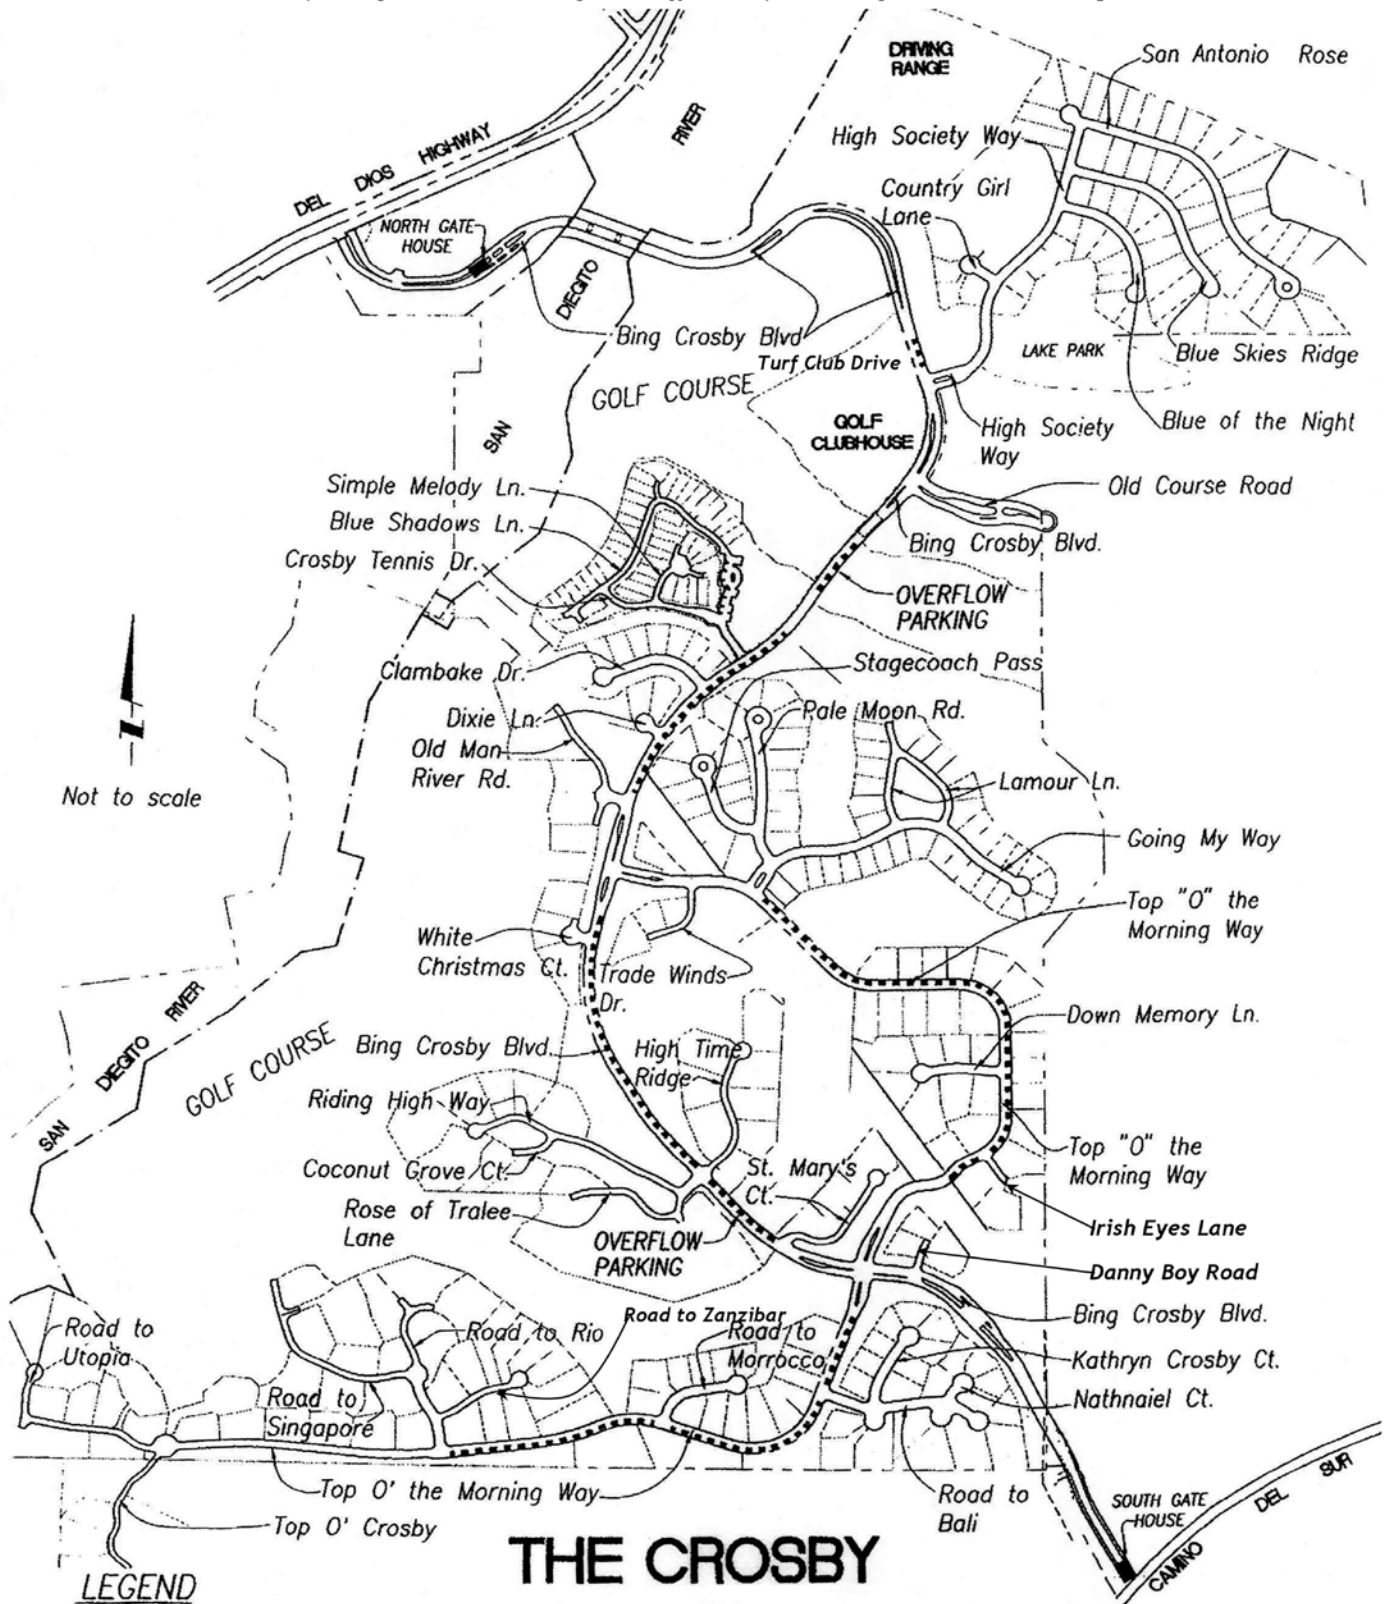 DRIVING
RANGE
San Antonio Rose
RIVER
DEL DIOS HIGHWAY
High Society Way
Country Girl
Lane
NORTH GATE
HOUSE
DIEGITO
Bing Crosby Blvd
Turf Club Drive
LAKE PARK
Blue Skies Ridge
GOLF COURSE
GOLF
CLUBHOUSE
High Society
Way
Blue of the Night
SAN
Simple Melody Ln.
Old Course Road
Blue Shadows Ln.
Bing Crosby Blvd.
Crosby Tennis Dr.
OVERFLOW
PARKING
Clambake Dr.
Stagecoach Pass
Dixie Ln.
Pale Moon Rd.
Old Man
River Rd.
Lamour Ln.
Not to scale
Going My Way
Top "O" the
Morning Way
White
Christmas Ct.
Trade Winds
Dr.
SAN DIEGITO RIVER
GOLF COURSE
Down Memory Ln.
Bing Crosby Blvd.
High Time
Ridge
Riding High Way
Top "O" the
Morning Way
Coconut Grove Ct.
St. Mary's
Ct.
Rose of Tralee
Lane
Irish Eyes Lane
OVERFLOW
PARKING
Danny Boy Road
Bing Crosby Blvd.
Road to
Utopia
Road to Rio
Road to Zanzibar
Road to
Morrocco
Kathryn Crosby Ct.
Road to
Singapore
Nathnaiel Ct.
Top O' the Morning Way
Road to
Bali
SOUTH GATE
HOUSE
CAMINO DEL SUR
Top O' Crosby
THE CROSBY
LEGEND